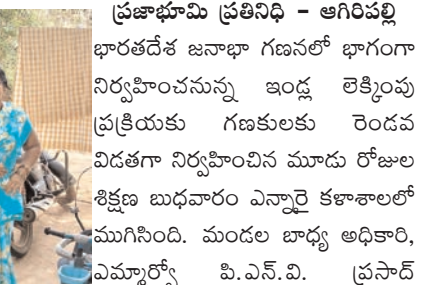 ప్రజాభూమి ప్రతినిధి - ఆగిరిపల్లి
భారతదేశ జనాభా గణనలో భాగంగా
నిర్వహించనున్న ఇండ్ల లెక్కింపు
ప్రక్రియకు గణకులకు రెండవ
విడతగా నిర్వహించిన మూడు రోజుల
శిక్షణ బుధవారం ఎన్నారై కళాశాలలో
ముగిసింది. మండల బాధ్య అధికారి,
ఎమ్మార్వో పి.ఎన్.వి. ప్రసాద్